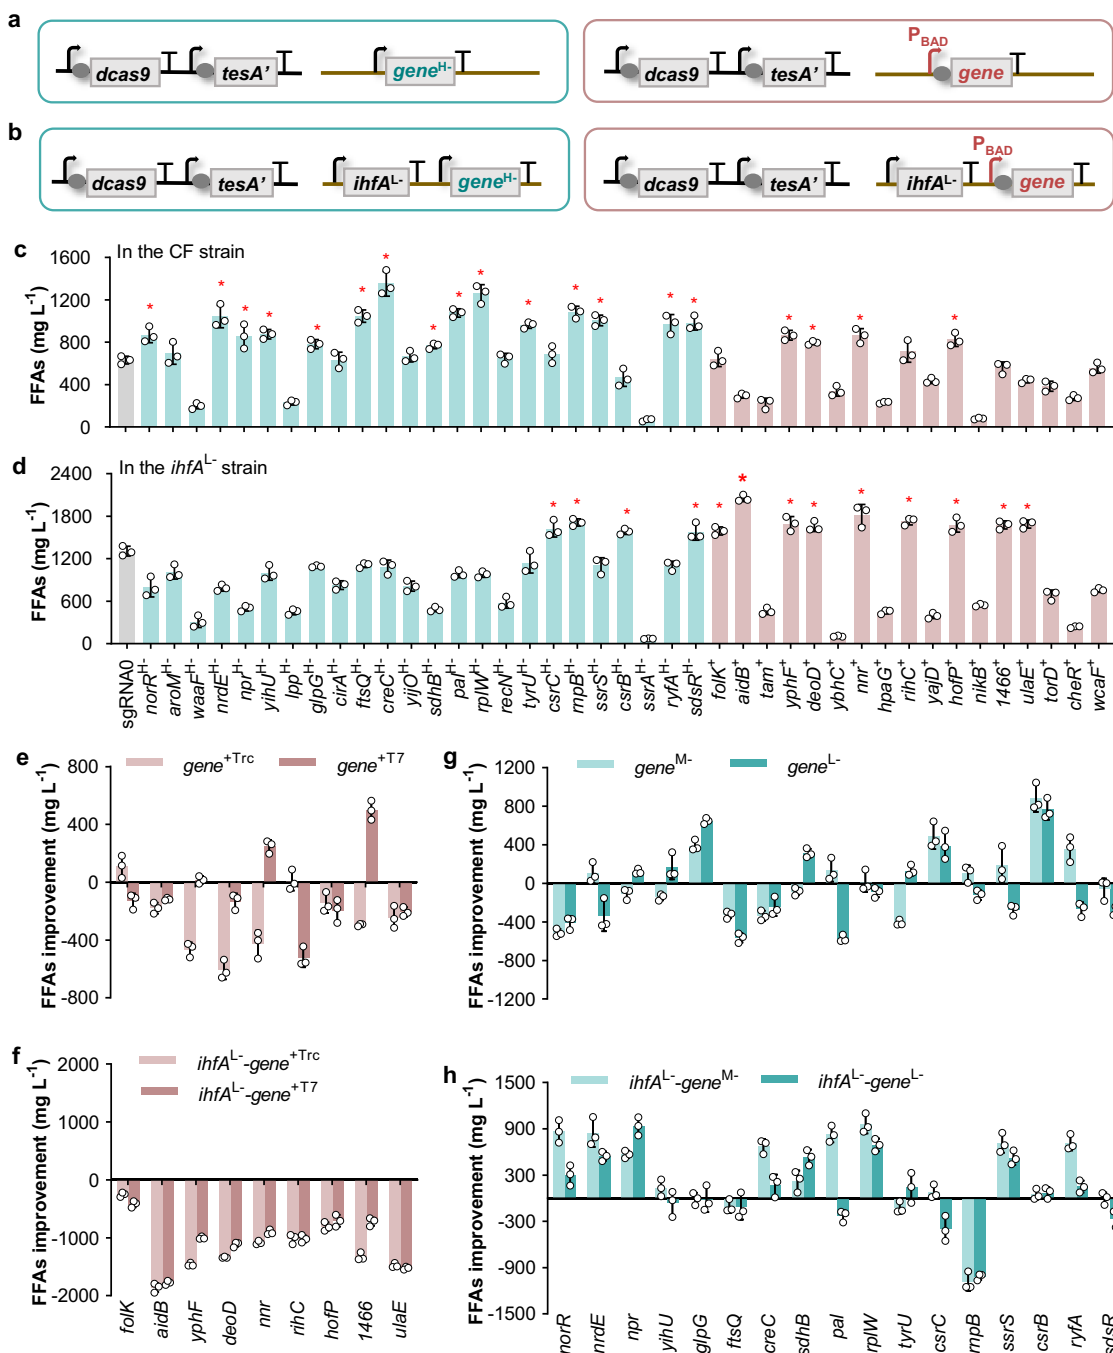 a
dcas9 tesA' gene^H-
P_BAD
dcas9 tesA' gene
b
dcas9 tesA' ihfA^L- gene^H-
P_BAD
dcas9 tesA' ihfA^L- gene
c
In the CF strain
FFAs (mg L^-1)
1600
1200
800
400
0
* * * * * * * * * * * * * * * * * * *
d
In the ihfA^L- strain
FFAs (mg L^-1)
2400
1800
1200
600
0
* * * * * * * * * * * * *
sgRNA0
norR^H-
aroM^H-
waaF^H-
nrdE^H-
npr^H-
yihU^H-
lpp^H-
glpG^H-
cirA^H-
ftsQ^H-
creC^H-
yijO^H-
sdhB^H-
pal^H-
rplW^H-
recN^H-
tyrU^H-
csrC^H-
rnpB^H-
ssrS^H-
csrB^H-
ssrA^H-
ryfA^H-
sdsR^H-
folK^+
aidB^+
tam^+
yphF^+
deoD^+
ybhC^+
nnr^+
hpaG^+
rihC^+
yajD^+
hofP^+
nikB^+
1466^+
ulaE^+
torD^+
cheR^+
wcaF^+
e
gene^+Trc
gene^+T7
FFAs improvement (mg L^-1)
800
400
0
-400
-800
g
gene^M-
gene^L-
FFAs improvement (mg L^-1)
1200
800
400
0
-400
-800
-1200
f
ihfA^L--gene^+Trc
ihfA^L--gene^+T7
FFAs improvement (mg L^-1)
2000
1000
0
-1000
-2000
folK
aidB
yphF
deoD
nnr
rihC
hofP
1466
ulaE
h
ihfA^L--gene^M-
ihfA^L--gene^L-
FFAs improvement (mg L^-1)
1500
900
300
-300
-900
-1500
norR
nrdE
npr
yihU
glpG
ftsQ
creC
sdhB
pal
rplW
tyrU
csrC
rnpB
ssrS
csrB
ryfA
sdsR